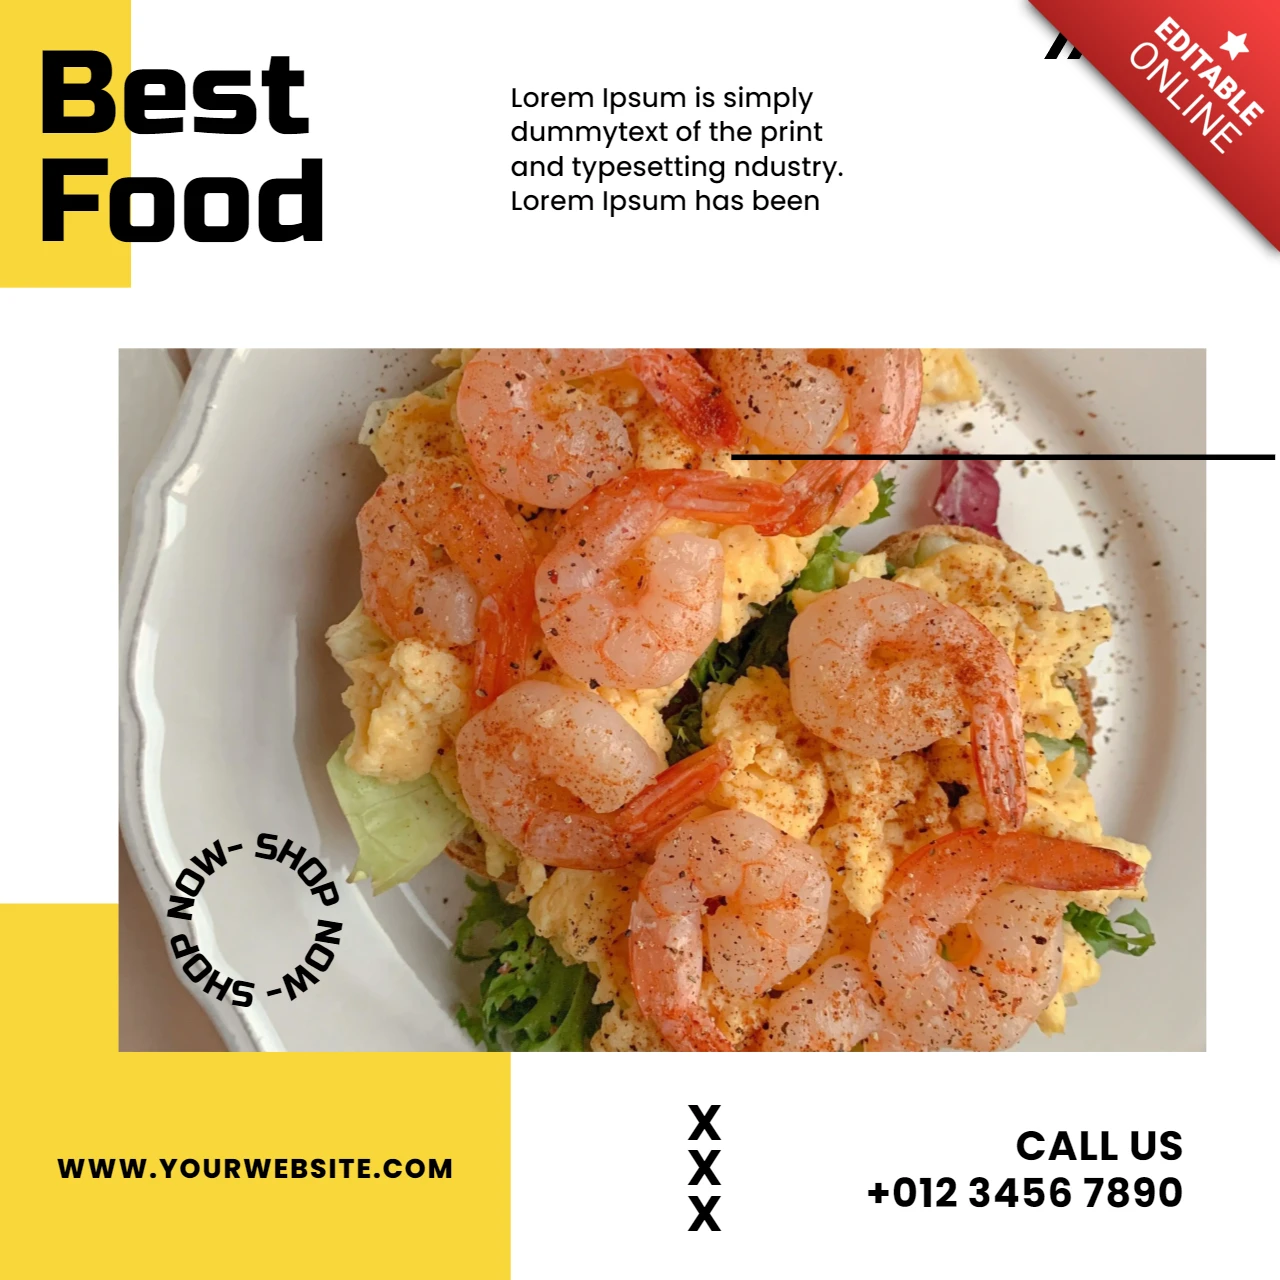 Best
Food
Lorem Ipsum is simply
dummytext of the print
and typesetting ndustry.
Lorem Ipsum has been
EDITABLE
ONLINE
SHOP NOW- SHOP NOW-
WWW.YOURWEBSITE.COM
X
X
X
CALL US
+012 3456 7890